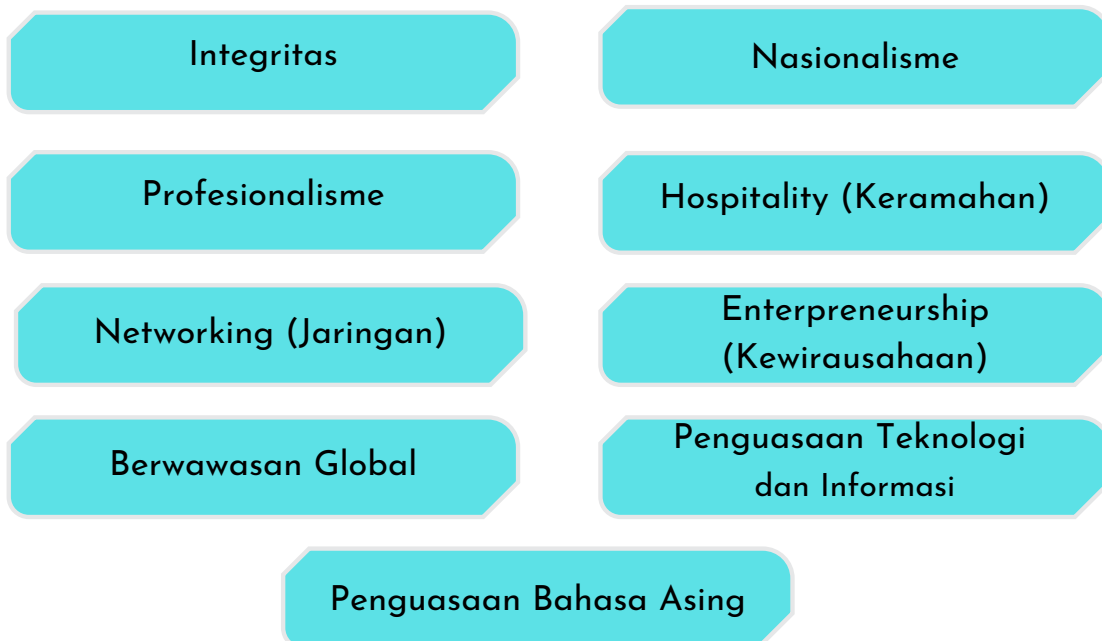 Integritas
Nasionalisme
Profesionalisme
Hospitality (Keramahan)
Networking (Jaringan)
Enterpreneurship
(Kewirausahaan)
Berwawasan Global
Penguasaan Teknologi
dan Informasi
Penguasaan Bahasa Asing